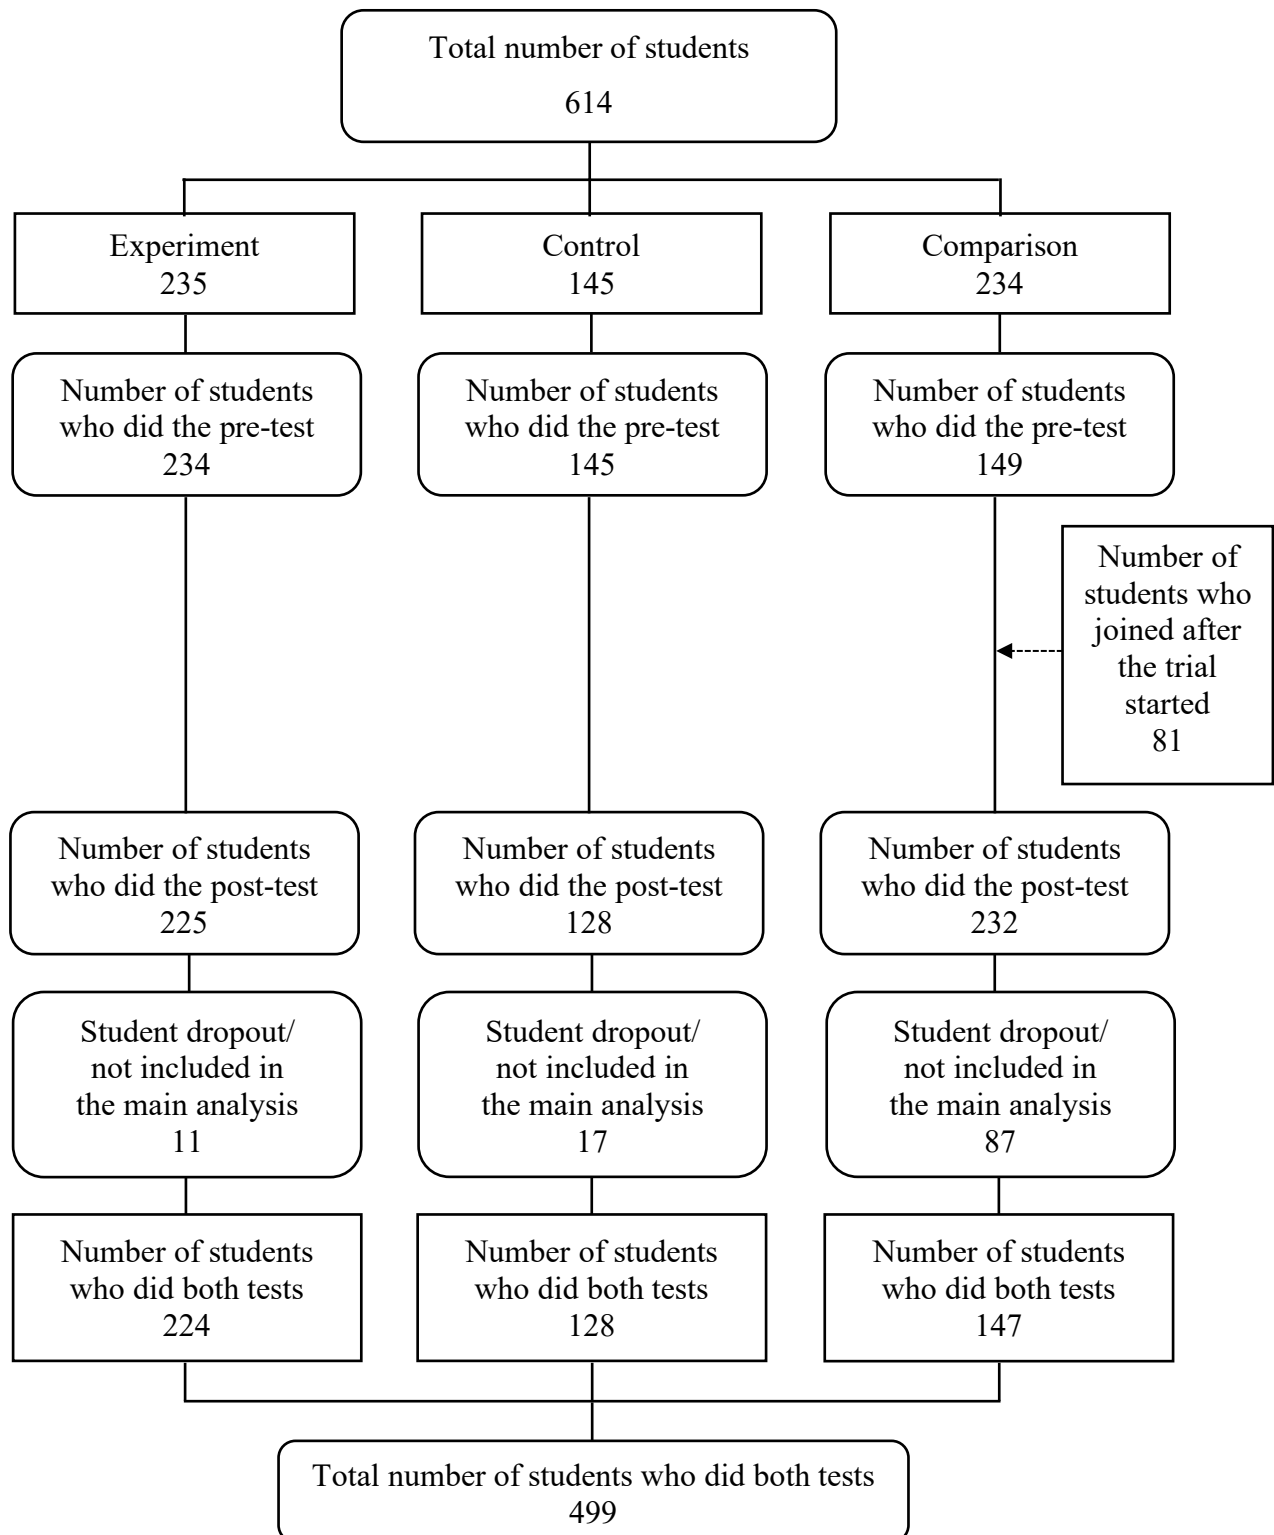 Total number of students
614
Experiment
235
Control
145
Comparison
234
Number of students
who did the pre-test
234
Number of students
who did the pre-test
145
Number of students
who did the pre-test
149
Number of
students who
joined after
the trial
started
81
Number of students
who did the post-test
225
Number of students
who did the post-test
128
Number of students
who did the post-test
232
Student dropout/
not included in
the main analysis
11
Student dropout/
not included in
the main analysis
17
Student dropout/
not included in
the main analysis
87
Number of students
who did both tests
224
Number of students
who did both tests
128
Number of students
who did both tests
147
Total number of students who did both tests
499